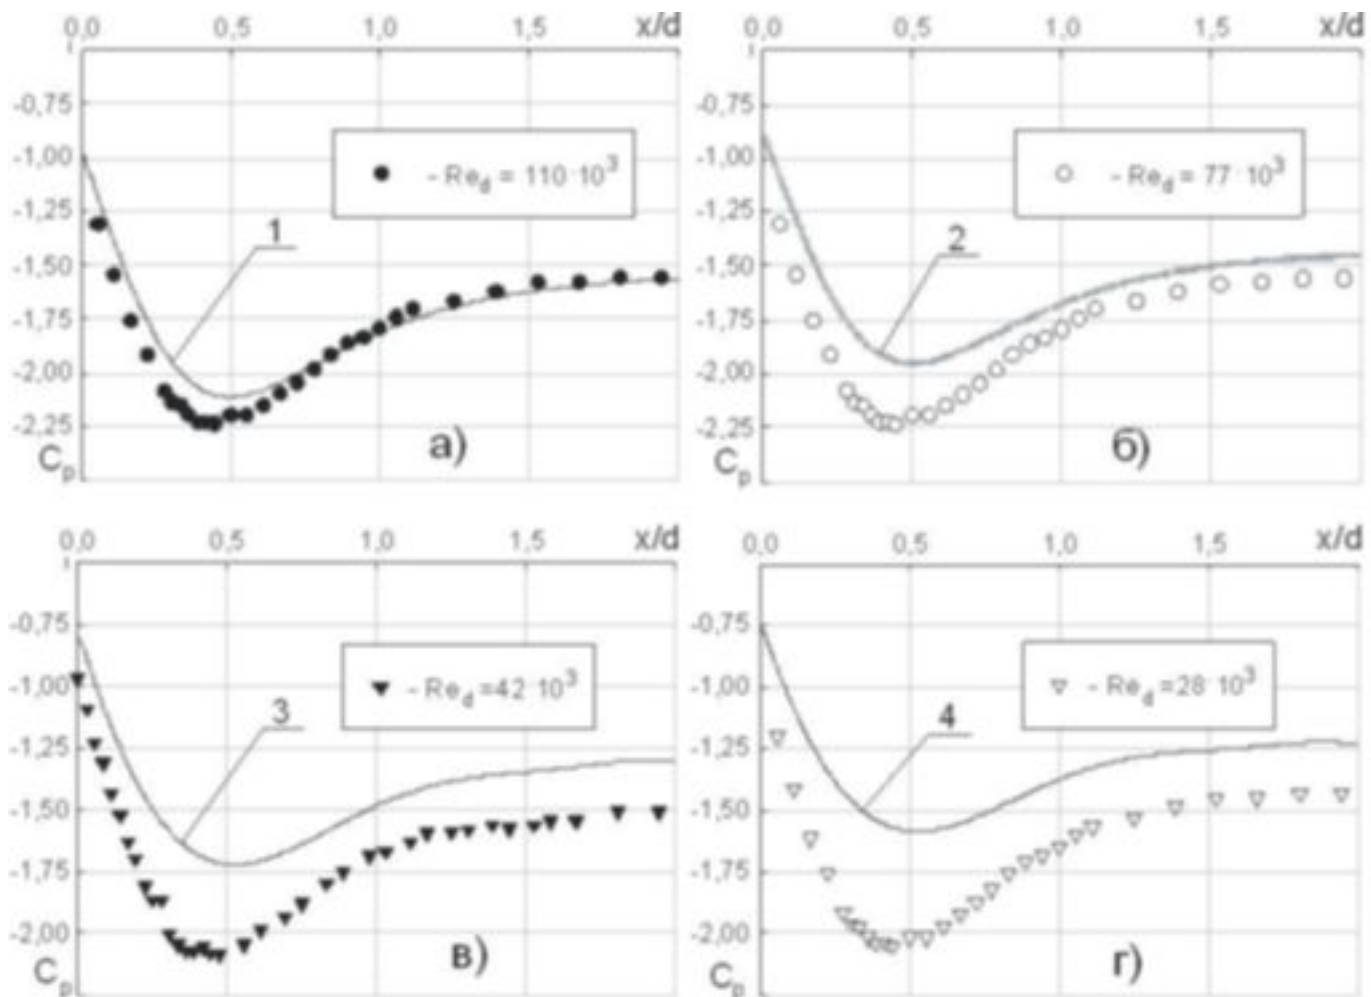 0,0 0,5 1,0 1,5 x/d
-0,75
-1,00
-1,25
-1,50
-1,75
-2,00
-2,25
Cp
● - Re_d = 110·10³
1
а)
0,0 0,5 1,0 1,5 x/d
-0,75
-1,00
-1,25
-1,50
-1,75
-2,00
-2,25
Cp
○ - Re_d = 77·10³
2
б)
0,0 0,5 1,0 1,5 x/d
-0,75
-1,00
-1,25
-1,50
-1,75
-2,00
Cp
▼ - Re_d =42·10³
3
в)
0,0 0,5 1,0 1,5 x/d
-0,75
-1,00
-1,25
-1,50
-1,75
-2,00
Cp
▽ - Re_d =28·10³
4
г)